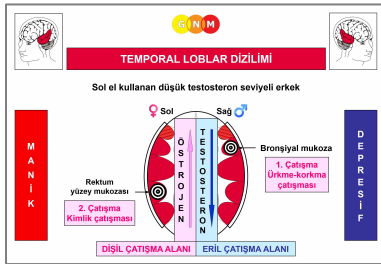 GNM
TEMPORAL LOBLAR DİZİLİMİ
Sol el kullanan düşük testosteron seviyeli erkek
♀ Sol
Sağ ♂
MANİK
DEPRESİF
ÖSTROJEN
TESTOSTERON
Bronşiyal mukoza
1. Çatışma
Ürkme-korkma
çatışması
Rektum
yüzey mukozası
2. Çatışma
Kimlik çatışması
DİŞİL ÇATIŞMA ALANI
ERİL ÇATIŞMA ALANI